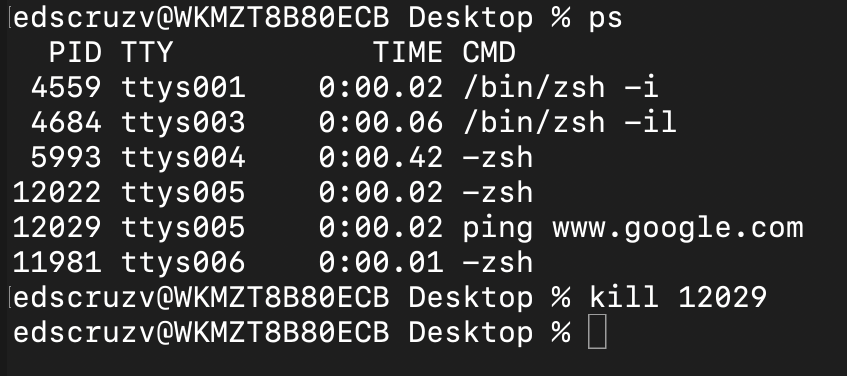 edscruzv@WKMZT8B80ECB Desktop % ps
  PID TTY           TIME CMD
 4559 ttys001    0:00.02 /bin/zsh -i
 4684 ttys003    0:00.06 /bin/zsh -il
 5993 ttys004    0:00.42 -zsh
12022 ttys005    0:00.02 -zsh
12029 ttys005    0:00.02 ping www.google.com
11981 ttys006    0:00.01 -zsh
edscruzv@WKMZT8B80ECB Desktop % kill 12029
edscruzv@WKMZT8B80ECB Desktop %